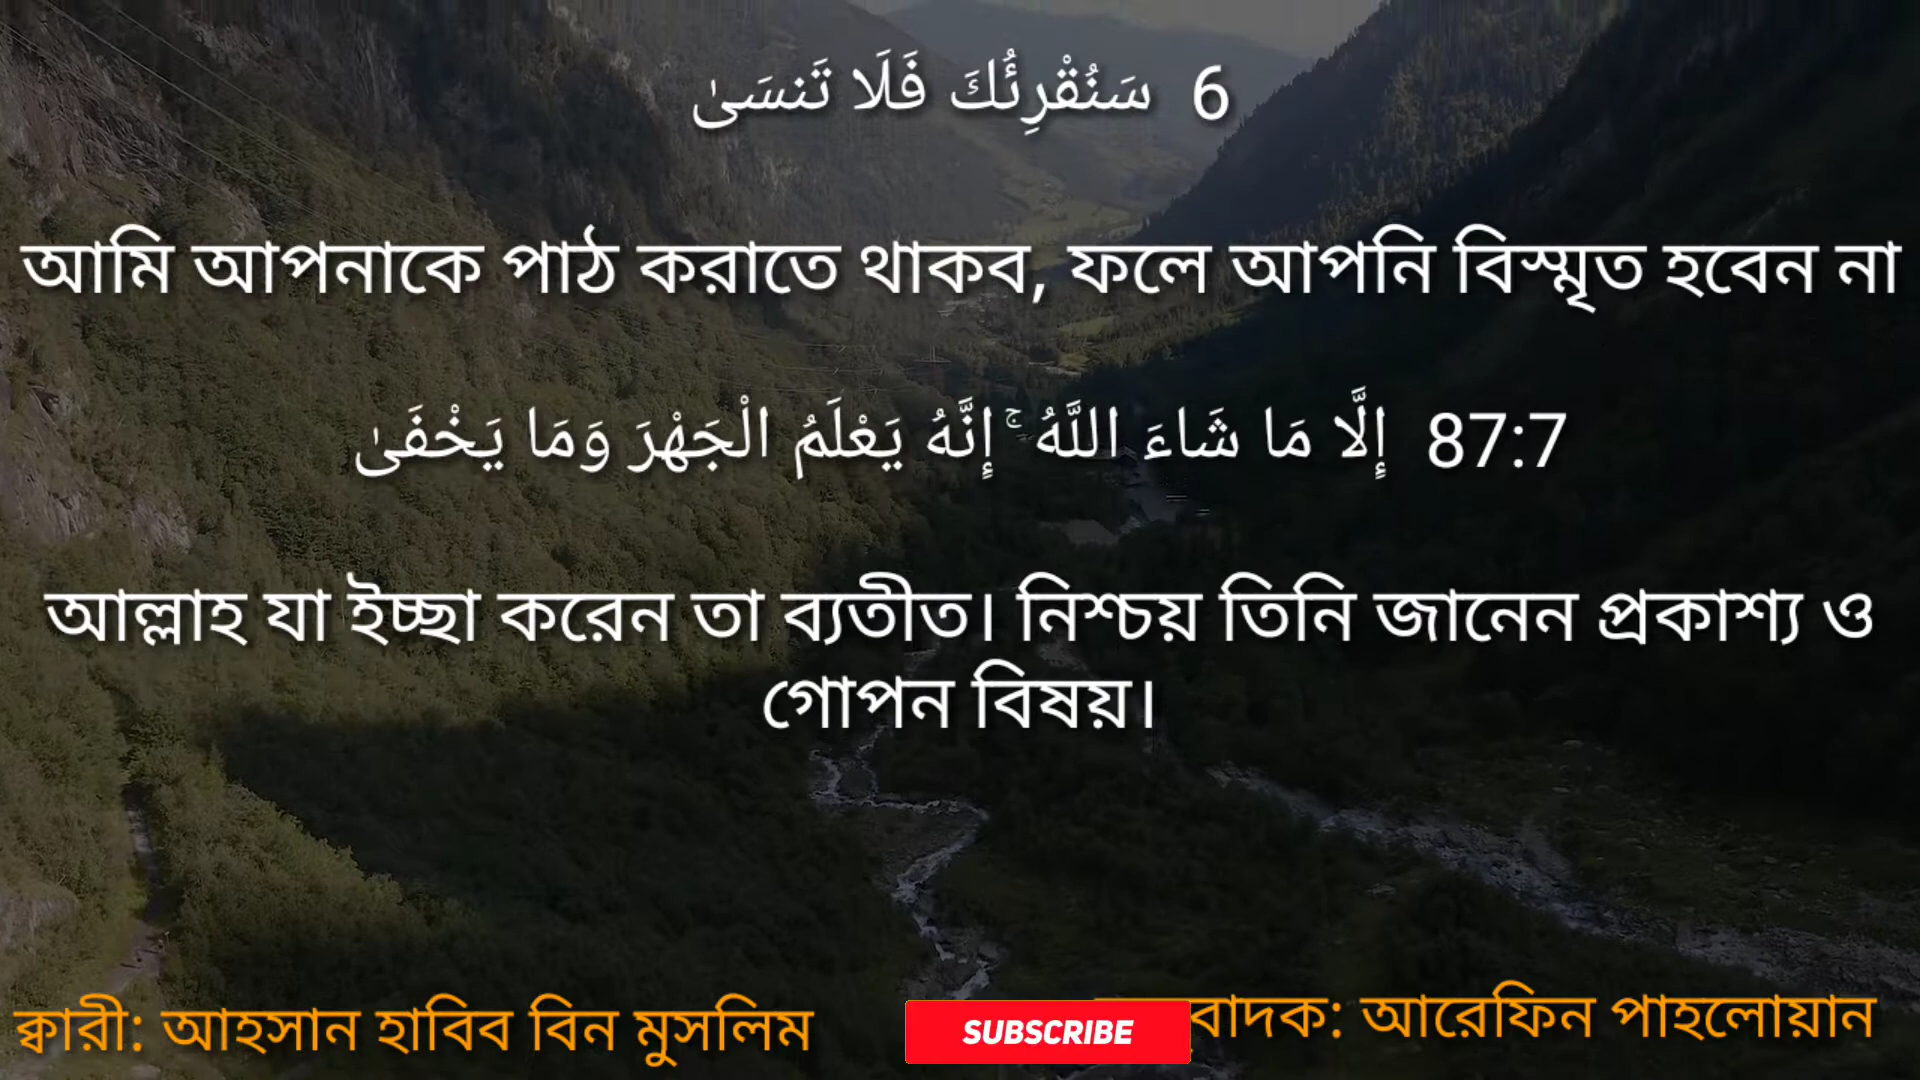 سَنُقْرِئُكَ فَلَا تَنسَىٰ 6
আমি আপনাকে পাঠ করাতে থাকব, ফলে আপনি বিস্মৃত হবেন না
إِلَّا مَا شَاءَ اللَّهُ ۚ إِنَّهُ يَعْلَمُ الْجَهْرَ وَمَا يَخْفَىٰ 87:7
আল্লাহ যা ইচ্ছা করেন তা ব্যতীত। নিশ্চয় তিনি জানেন প্রকাশ্য ও
গোপন বিষয়।
ক্বারী: আহসান হাবিব বিন মুসলিম
SUBSCRIBE
আরেফিন পাহলোয়ান